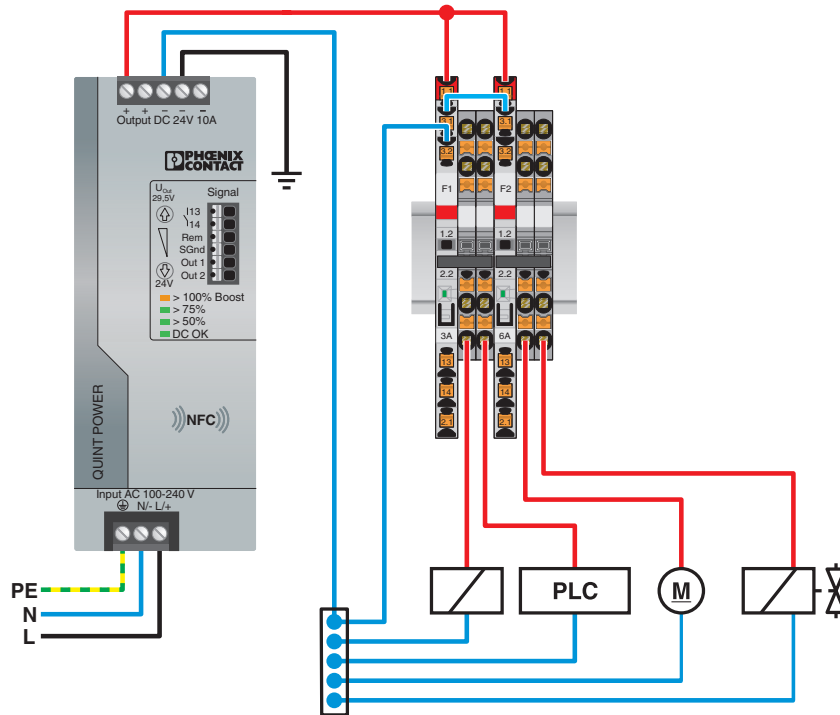 + + − − −
Output DC 24V 10A
PHŒNIX
CONTACT
UOut
29,5V
Signal
13
14
Rem
SGnd
Out 1
Out 2
24V
> 100% Boost
> 75%
> 50%
DC OK
QUINT POWER
NFC
Input AC 100-240 V
N/- L/+
PE
N
L
1.1
3.1
3.2
F1
1.2
2.2
3A
13
14
2.1
1.1
3.1
3.2
F2
1.2
2.2
6A
13
14
2.1
PLC
M